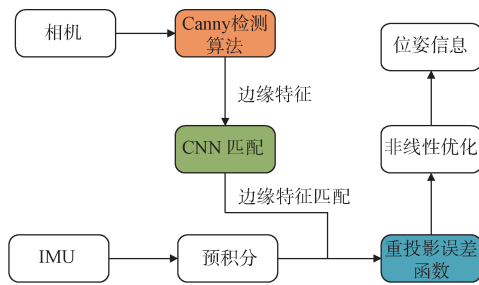 相机
Canny检测
算法
位姿信息
边缘特征
CNN 匹配
非线性优化
边缘特征匹配
IMU
预积分
重投影误差
函数